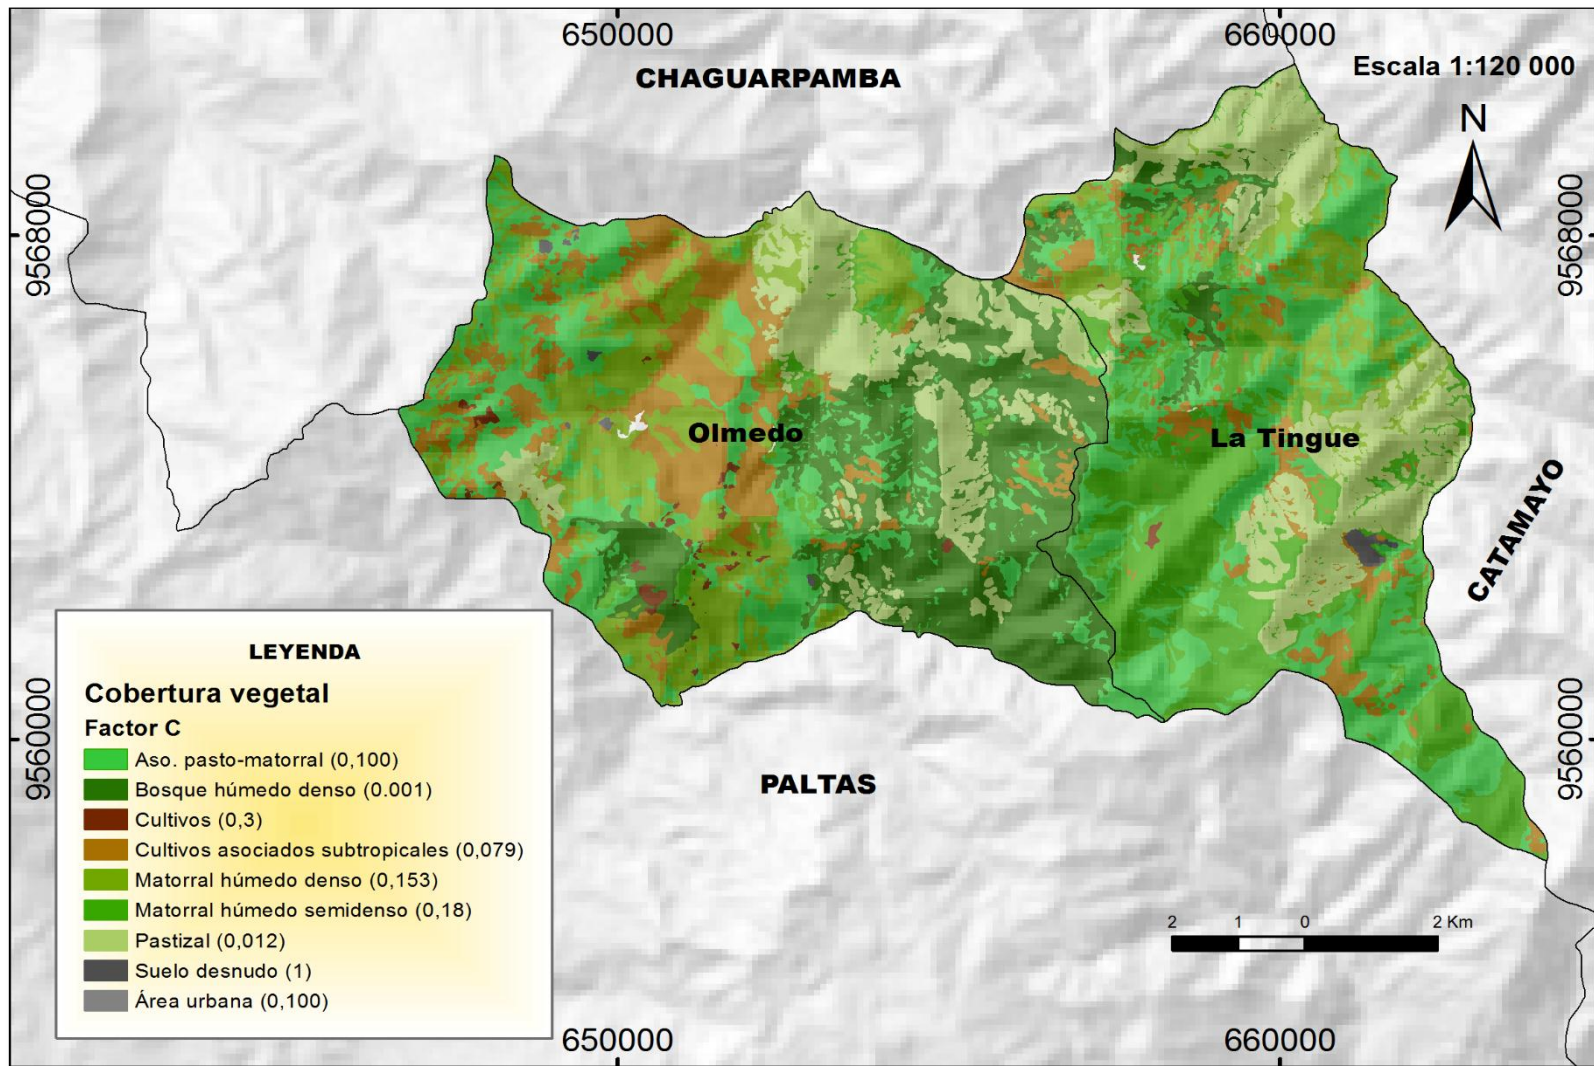 650000
660000
CHAGUARPAMBA
Escala 1:120 000
N
9568000
9568000
Olmedo
La Tingue
CATAMAYO
PALTAS
9560000
9560000
LEYENDA
Cobertura vegetal
Factor C
Aso. pasto-matorral (0,100)
Bosque húmedo denso (0.001)
Cultivos (0,3)
Cultivos asociados subtropicales (0,079)
Matorral húmedo denso (0,153)
Matorral húmedo semidenso (0,18)
Pastizal (0,012)
Suelo desnudo (1)
Área urbana (0,100)
2 1 0 2 Km
650000
660000